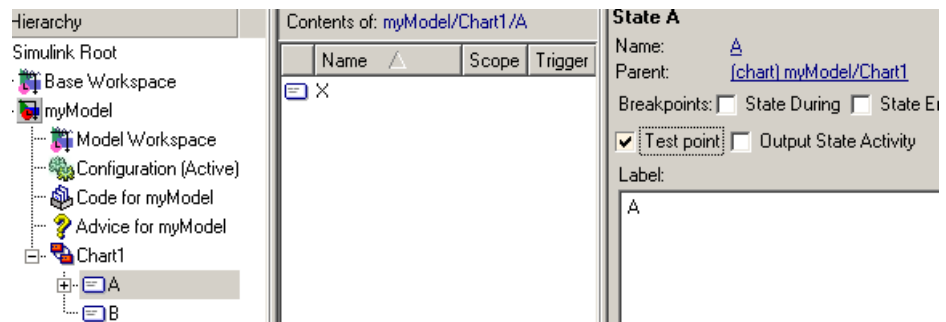 Hierarchy
Simulink Root
Base Workspace
myModel
Model Workspace
Configuration (Active)
Code for myModel
Advice for myModel
Chart1
A
B
Contents of: myModel/Chart1/A
Name Scope Trigger
X
State A
Name: A
Parent: (chart) myModel/Chart1
Breakpoints: State During State
Test point Output State Activity
Label:
A